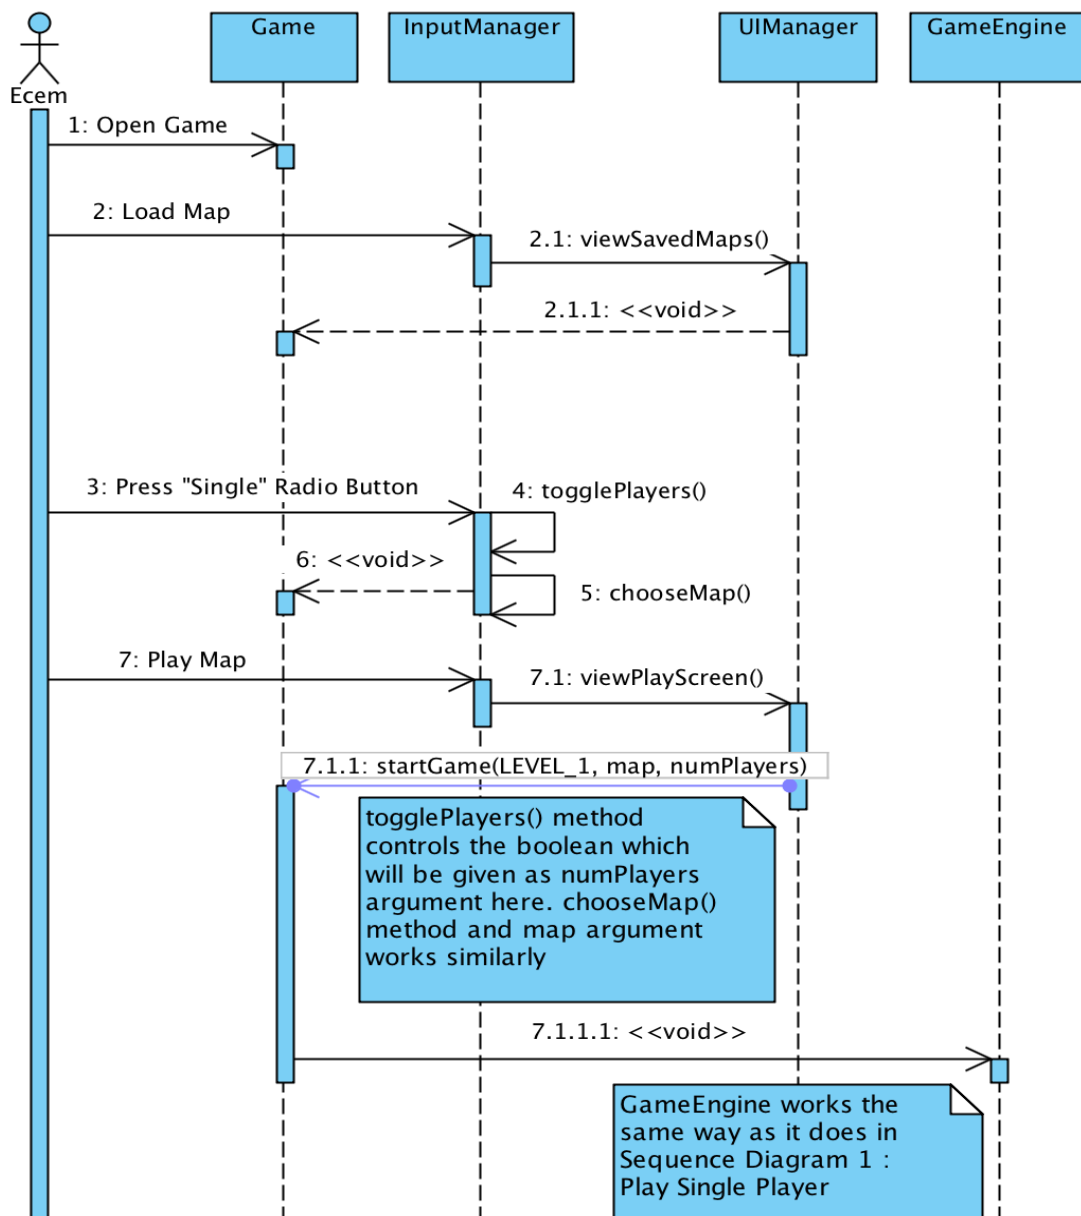 Game
InputManager
UIManager
GameEngine
Ecem
1: Open Game
2: Load Map
2.1: viewSavedMaps()
2.1.1: <<void>>
3: Press "Single" Radio Button
4: togglePlayers()
6: <<void>>
5: chooseMap()
7: Play Map
7.1: viewPlayScreen()
7.1.1: startGame(LEVEL_1, map, numPlayers)
togglePlayers() method
controls the boolean which
will be given as numPlayers
argument here. chooseMap()
method and map argument
works similarly
7.1.1.1: <<void>>
GameEngine works the
same way as it does in
Sequence Diagram 1 :
Play Single Player